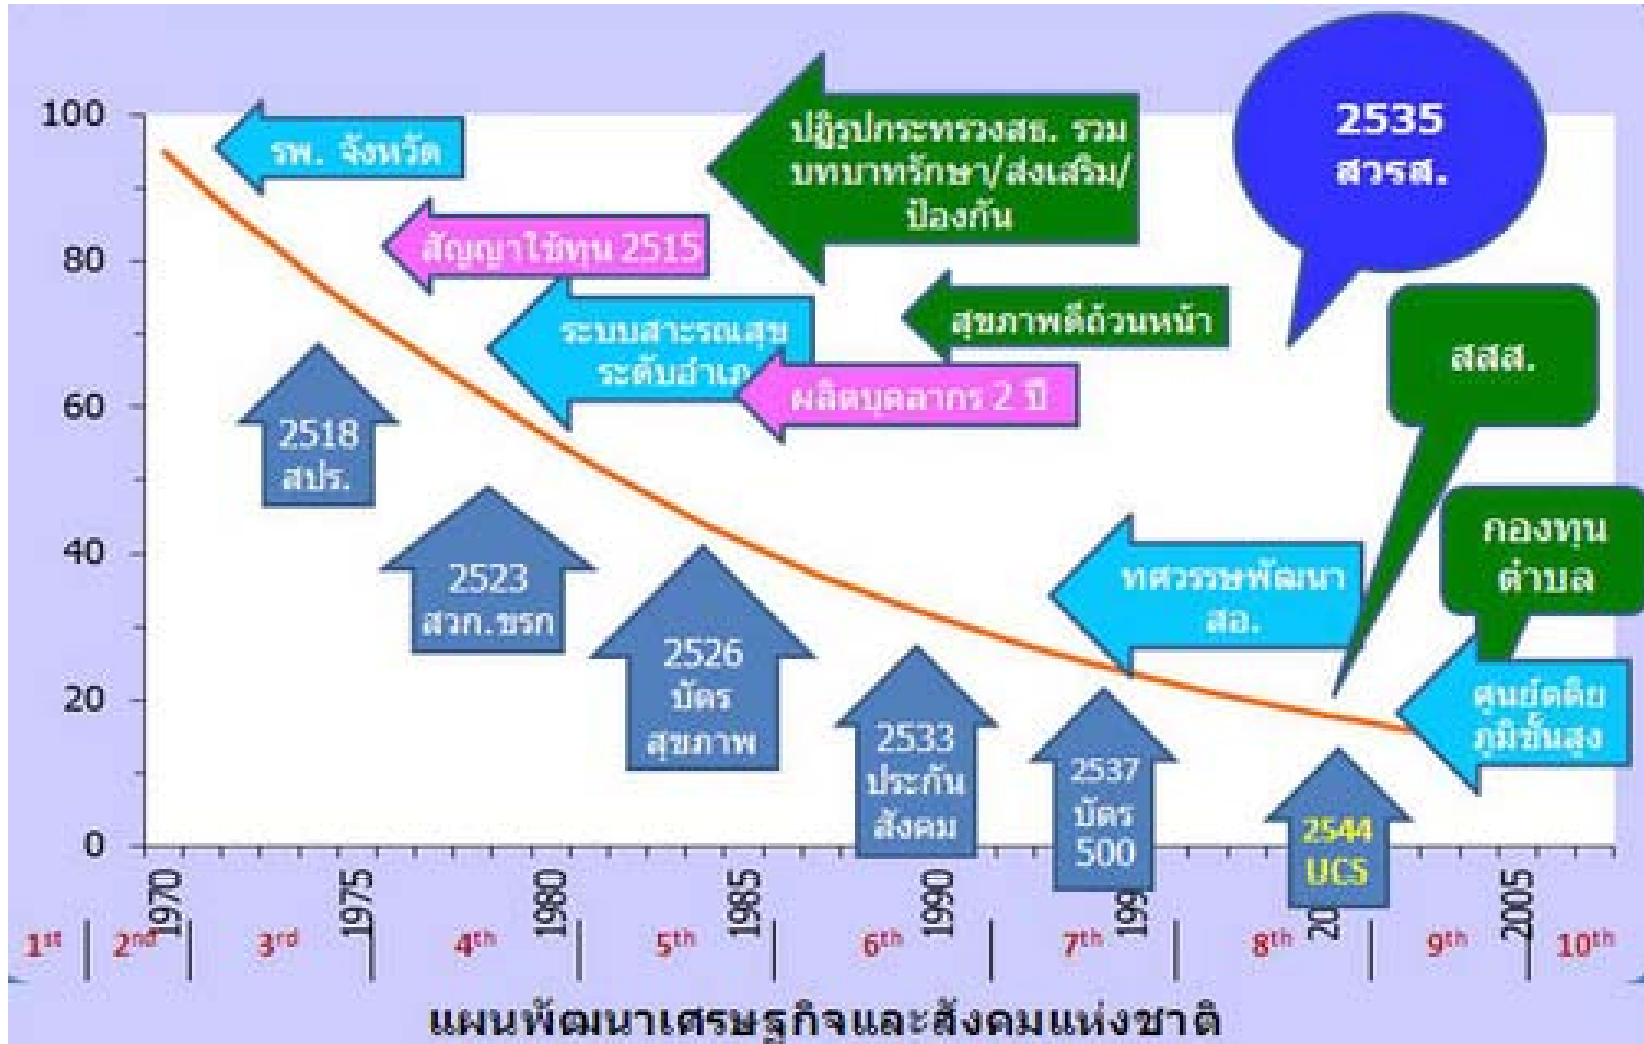 100
80
60
40
20
0
รพ. จังหวัด
สัญญาใช้ทุน 2515
ปฏิรูปกระทรวงสธ. รวม
บทบาทรักษา/ส่งเสริม/
ป้องกัน
2535
สวรส.
ระบบสาะรณสุข
ระดับอำเภ
สุขภาพดีถ้วนหน้า
ผลิตบุคลากร 2 ปี
สสส.
2518
สปร.
2523
สวก.ขรก
2526
บัตร
สุขภาพ
2533
ประกัน
สังคม
ทศวรรษพัฒนา
สอ.
กองทุน
ตำบล
2537
บัตร
500
2544
UCS
ศูนย์ตติย
ภูมิขั้นสูง
1970
1975
1980
1985
1990
199
20
2005
1st
2nd
3rd
4th
5th
6th
7th
8th
9th
10th
แผนพัฒนาเศรษฐกิจและสังคมแห่งชาติ